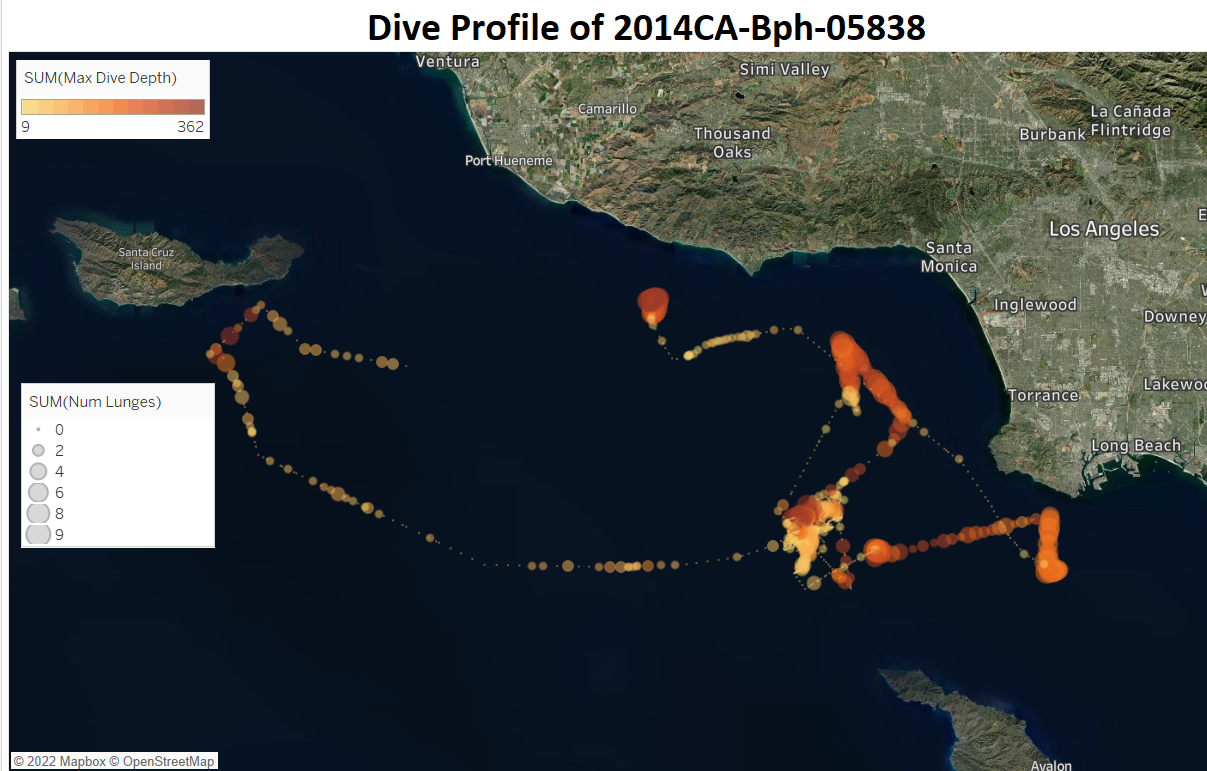 Dive Profile of 2014CA-Bph-05838
Ventura
Simi Valley
SUM(Max Dive Depth)
9 362
Camarillo
La Cañada
Flintridge
Burbank
Thousand
Oaks
Port Hueneme
Los Angeles
E
Santa Cruz
Island
Santa
Monica
W
Inglewood
Downey
Lakewoo
Torrance
SUM(Num Lunges)
0
2
4
6
8
9
Long Beach
Avalon
© 2022 Mapbox © OpenStreetMap